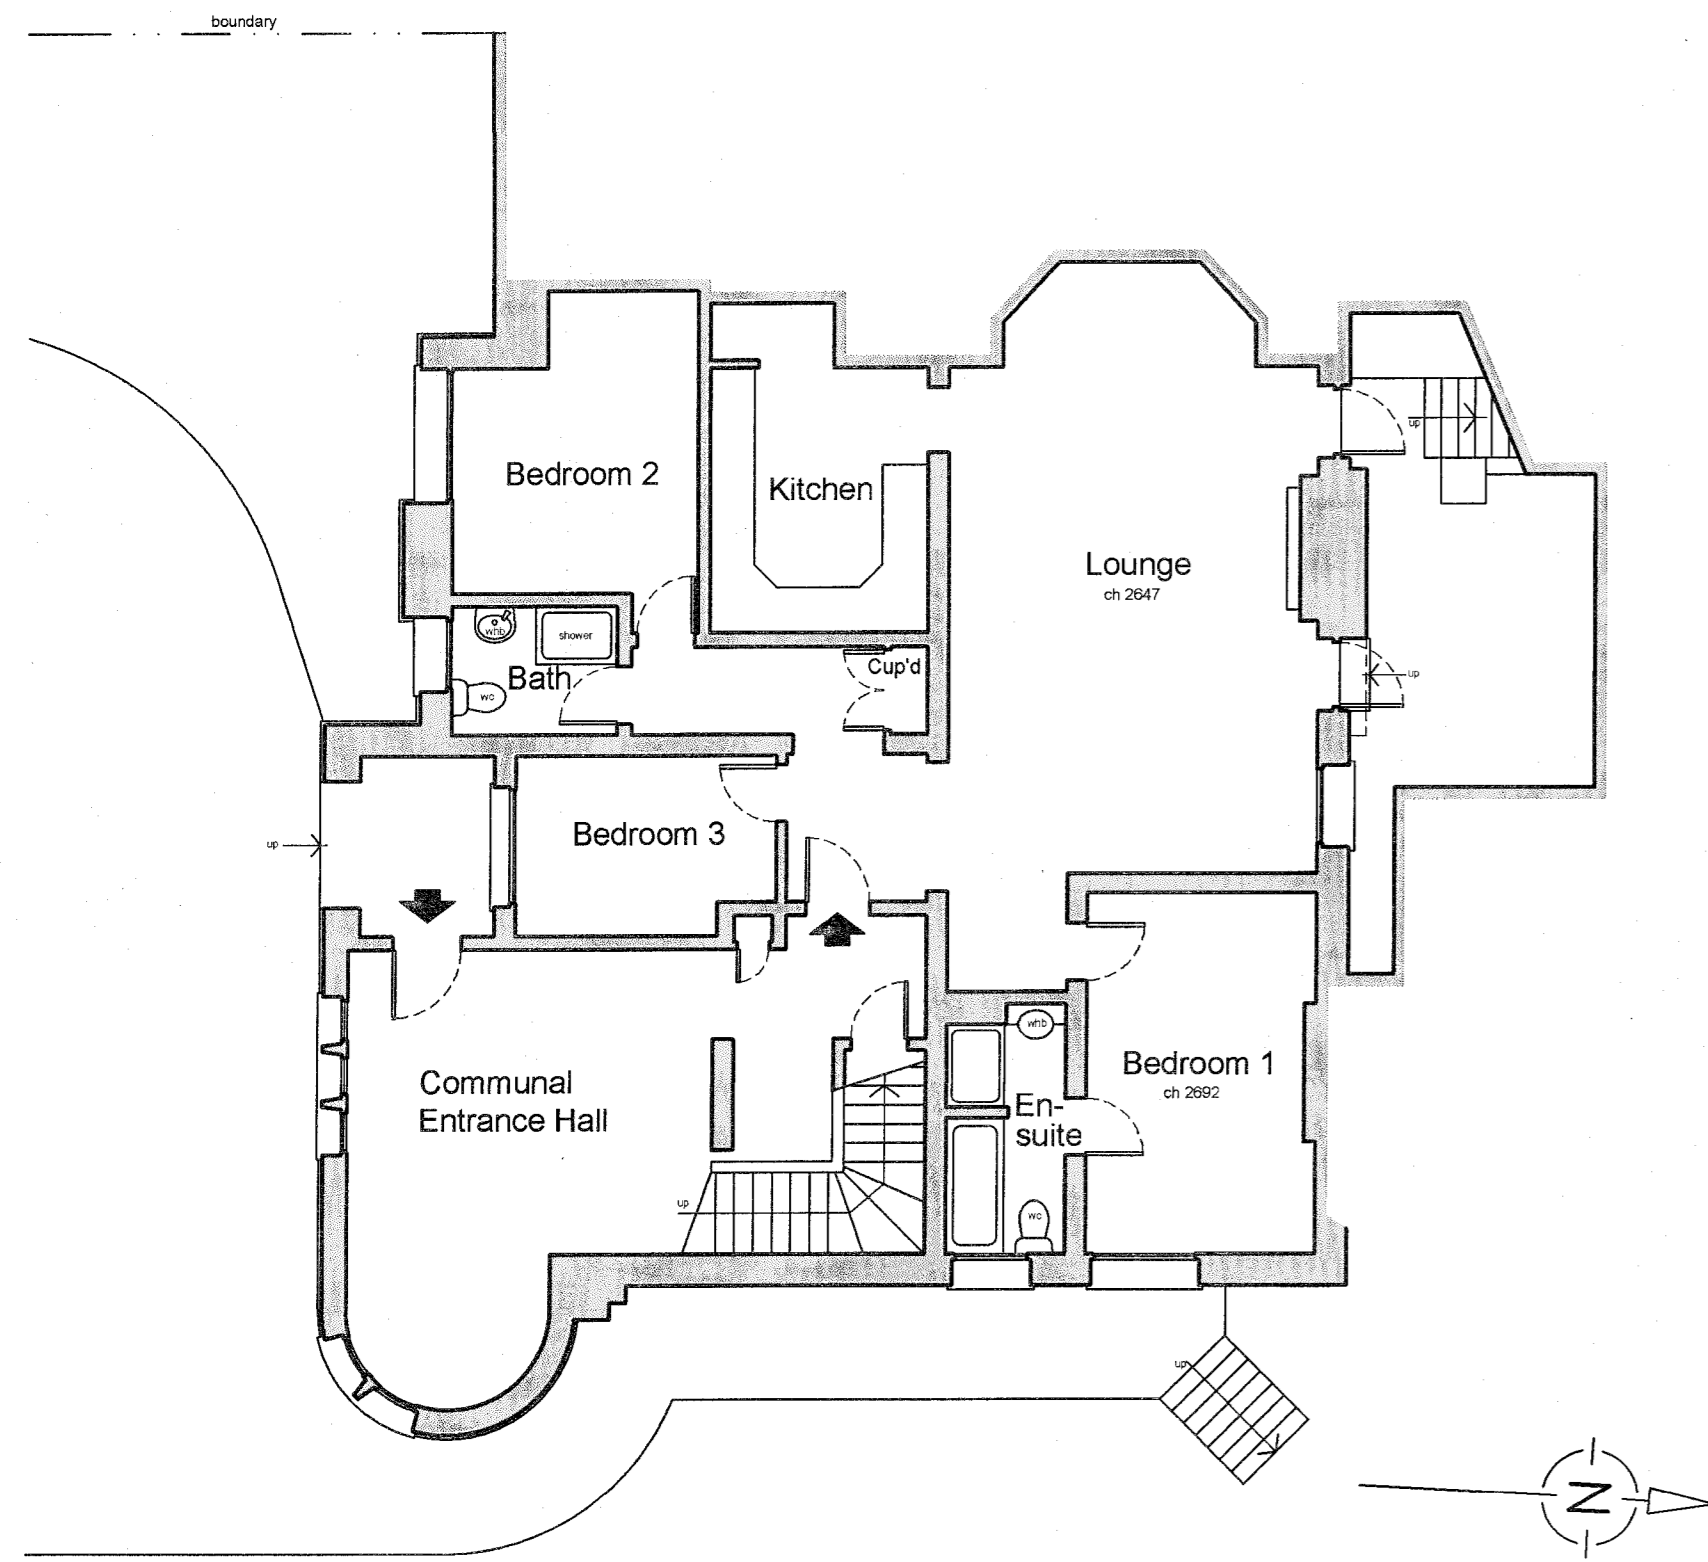 boundary
up
Bedroom 2
Kitchen
Lounge
ch 2647
whb
shower
Cup'd
Bath
wc
up
Bedroom 3
up
whb
Bedroom 1
ch 2692
Communal
Entrance Hall
En-
suite
up
wc
up
N